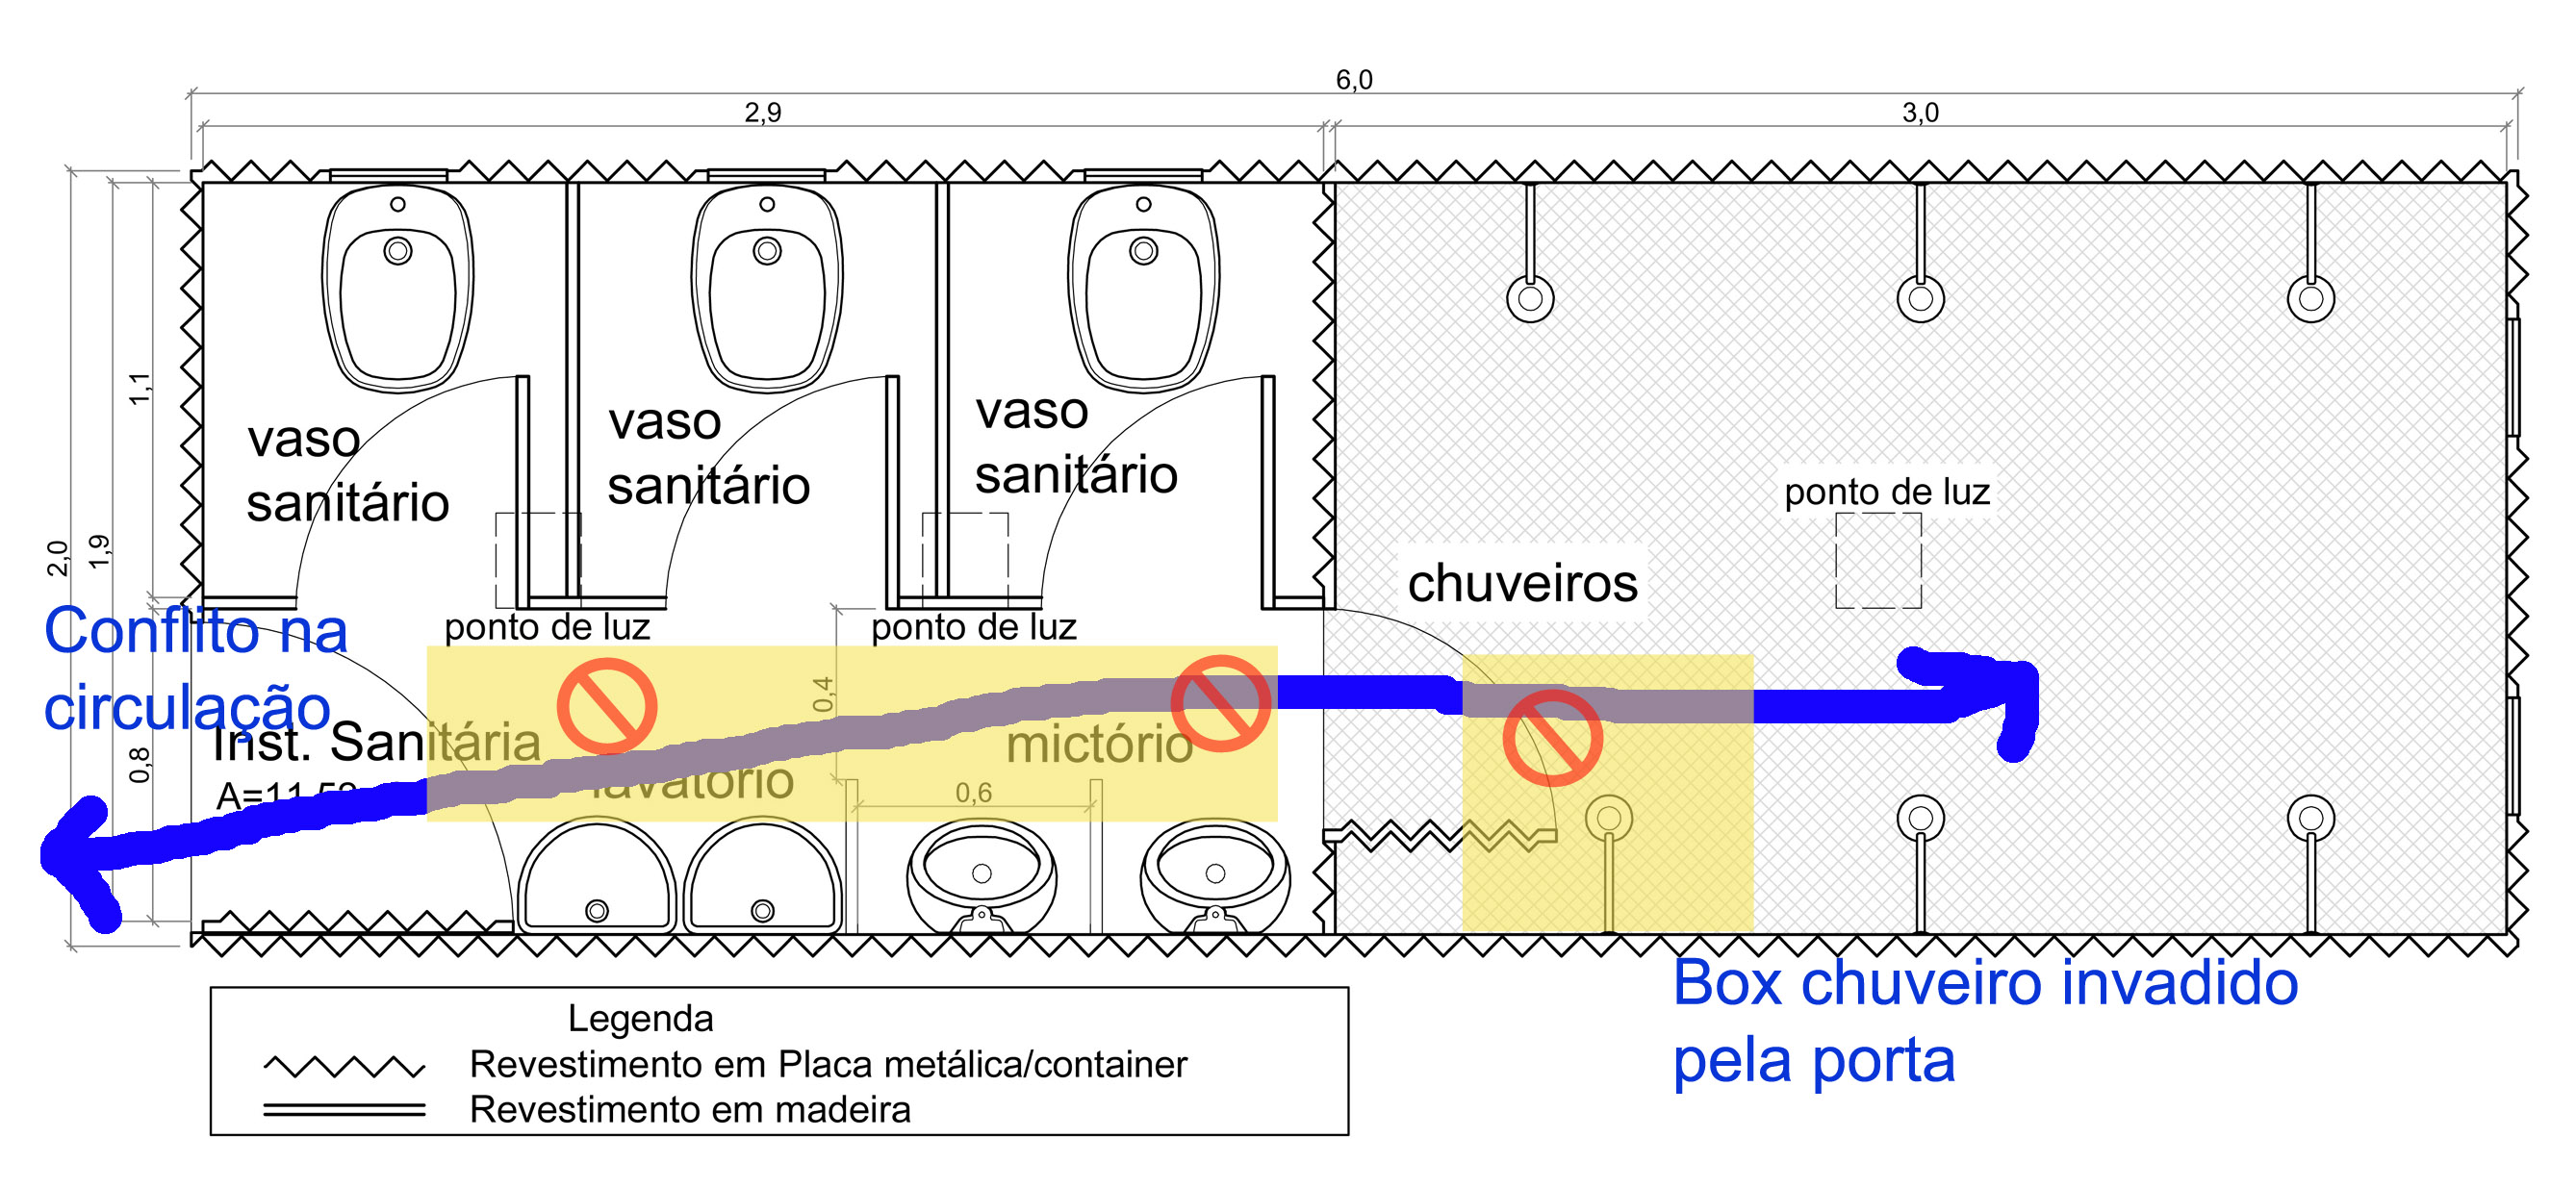 6,0
2,9
3,0
vaso
sanitário
vaso
sanitário
vaso
sanitário
1,1
2,0
1,9
ponto de luz
chuveiros
Conflito na
circulação
ponto de luz
ponto de luz
0,4
Inst. Sanitária
mictório
lavatório
0,8
A=11,52
0,6
Box chuveiro invadido
pela porta
Legenda
Revestimento em Placa metálica/container
Revestimento em madeira